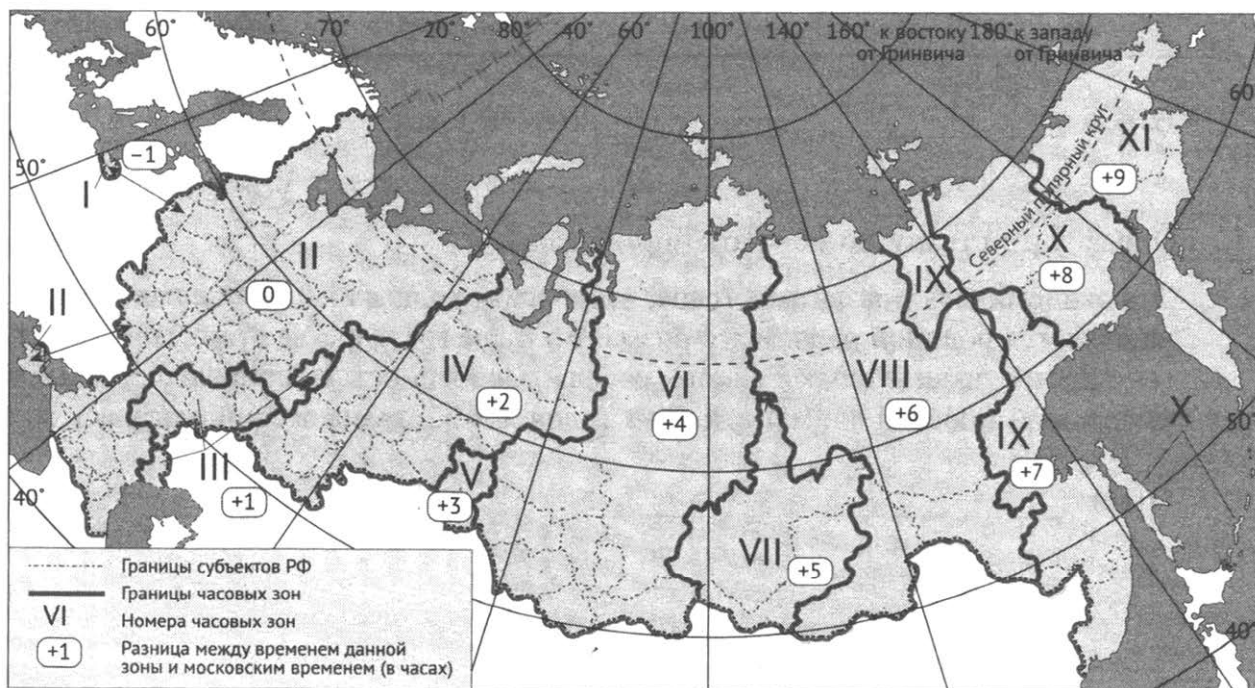 60°
70°
20°
80°
40°
100°
140°
160°
к востоку
от Гринвича
180°
к западу
от Гринвича
60°
50°
−1
I
Северный полярный круг
XI
+9
II
0
X
+8
IX
II
IV
+2
VI
+4
VIII
+6
X
50°
IX
+7
40°
III
+1
V
+3
VII
+5
40°
Границы субъектов РФ
Границы часовых зон
VI
Номера часовых зон
+1
Разница между временем данной
зоны и московским временем (в часах)